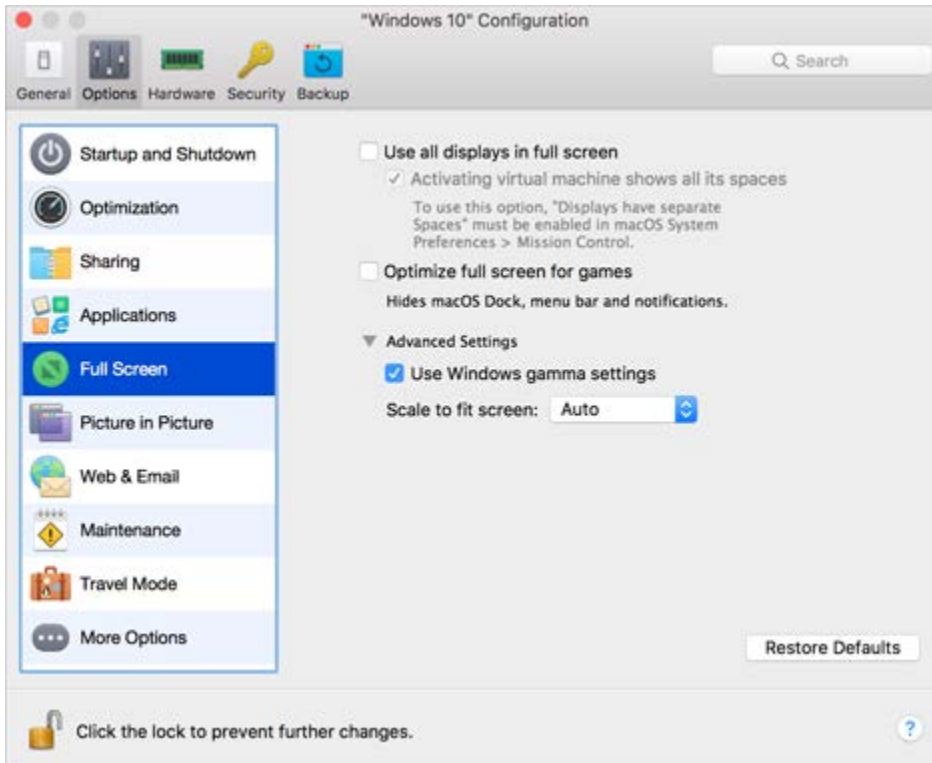 "Windows 10" Configuration
General Options Hardware Security Backup
Search
Startup and Shutdown
Optimization
Sharing
Applications
Full Screen
Picture in Picture
Web & Email
Maintenance
Travel Mode
More Options
Use all displays in full screen
Activating virtual machine shows all its spaces
To use this option, "Displays have separate
Spaces" must be enabled in macOS System
Preferences > Mission Control.
Optimize full screen for games
Hides macOS Dock, menu bar and notifications.
Advanced Settings
Use Windows gamma settings
Scale to fit screen: Auto
Restore Defaults
Click the lock to prevent further changes.
?